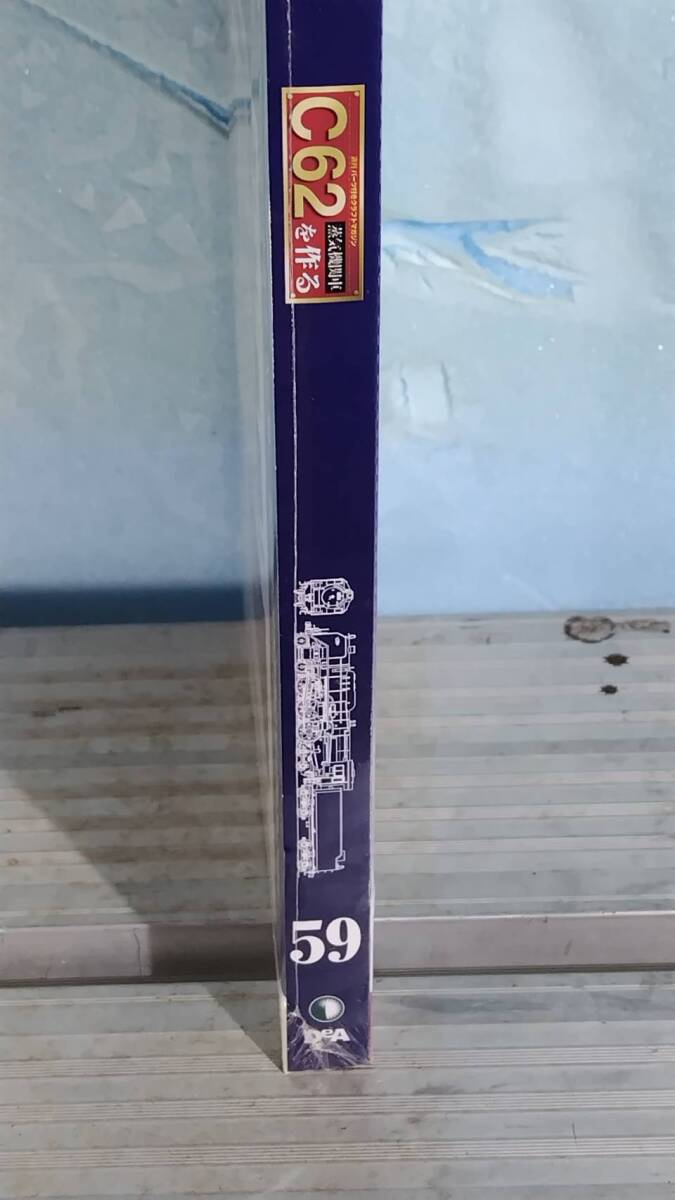 週刊パーツ付きクラフトマガジン
C62
蒸気機関車
を作る
59
DeA